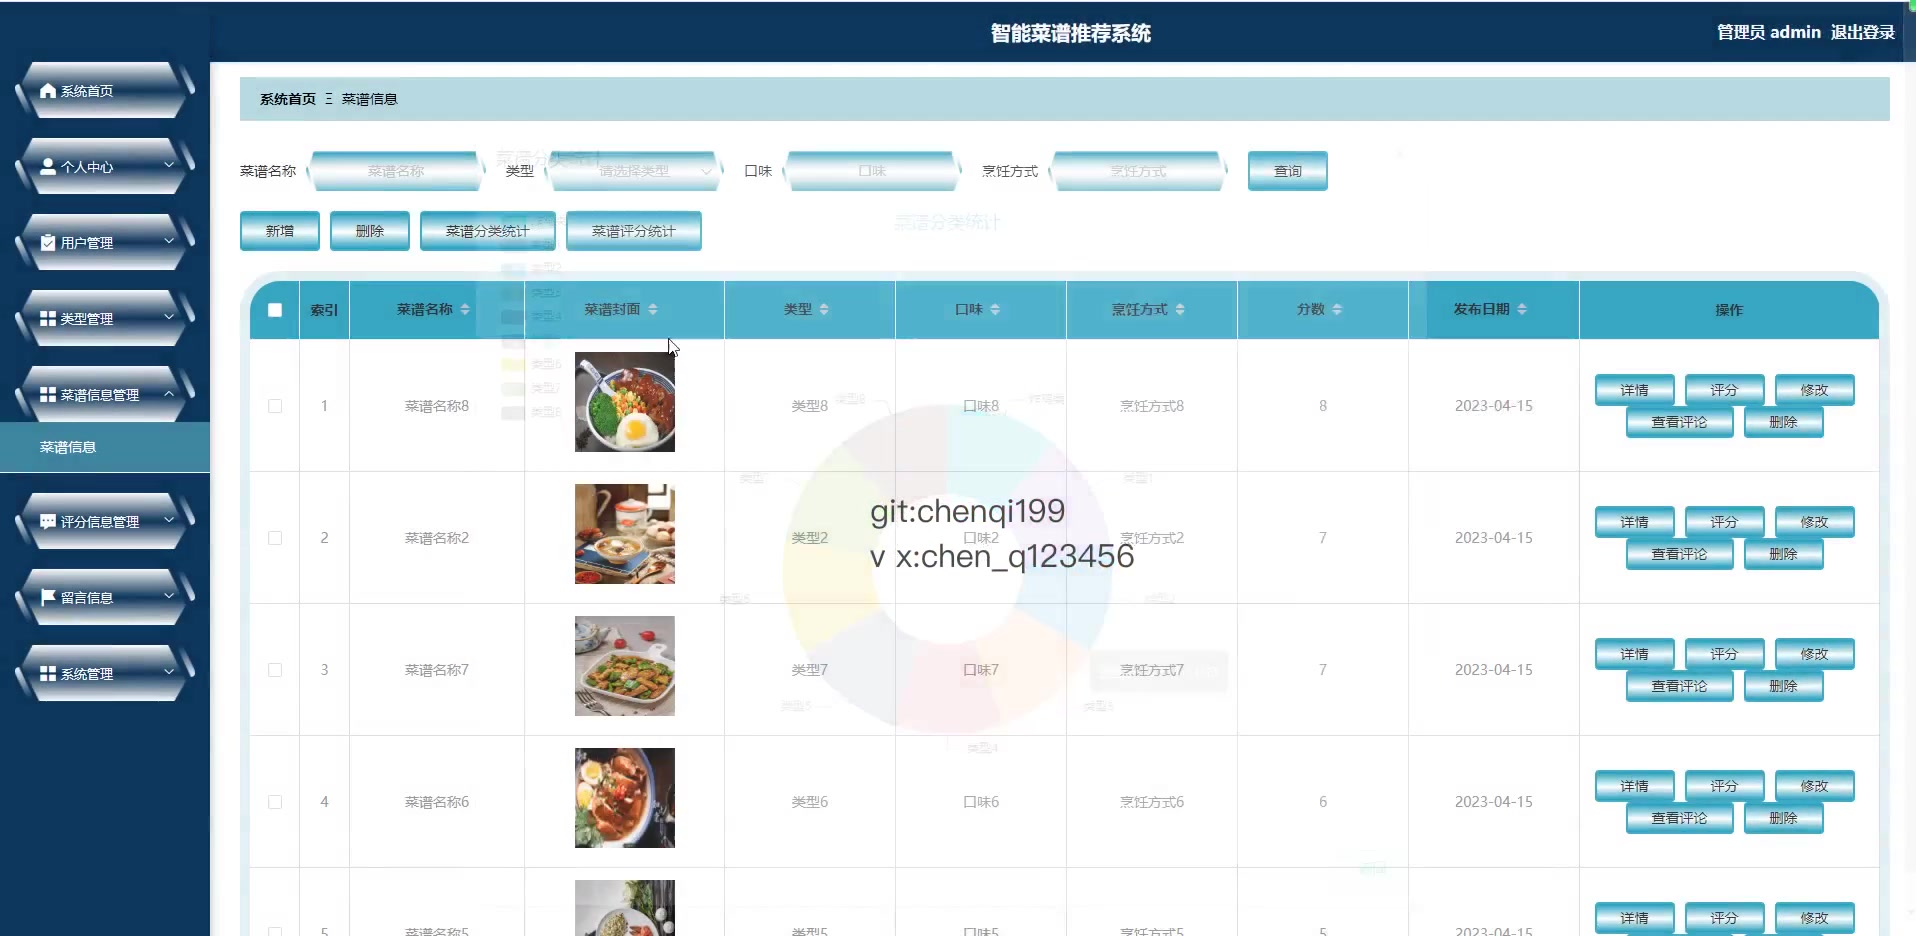 智能菜谱推荐系统
管理员 admin 退出登录
系统首页
个人中心
用户管理
类型管理
菜谱信息管理
菜谱信息
评分信息管理
留言信息
系统管理
系统首页 Ξ 菜谱信息
菜谱名称 菜谱名称 类型 请选择类型 口味 口味 烹饪方式 烹饪方式 查询
新增 删除 菜谱分类统计 菜谱评分统计
菜谱分类统计
索引 菜谱名称 菜谱封面 类型 口味 烹饪方式 分数 发布日期 操作
1 菜谱名称8 类型8 口味8 烹饪方式8 8 2023-04-15 详情 评分 修改
查看评论 删除
2 菜谱名称2 类型2 口味2 烹饪方式2 7 2023-04-15 详情 评分 修改
查看评论 删除
git:chenqi199
v x:chen_q123456
3 菜谱名称7 类型7 口味7 烹饪方式7 7 2023-04-15 详情 评分 修改
查看评论 删除
4 菜谱名称6 类型6 口味6 烹饪方式6 6 2023-04-15 详情 评分 修改
查看评论 删除
返回
5 菜谱名称5 类型5 口味5 烹饪方式5 5 2023-04-15 详情 评分 修改